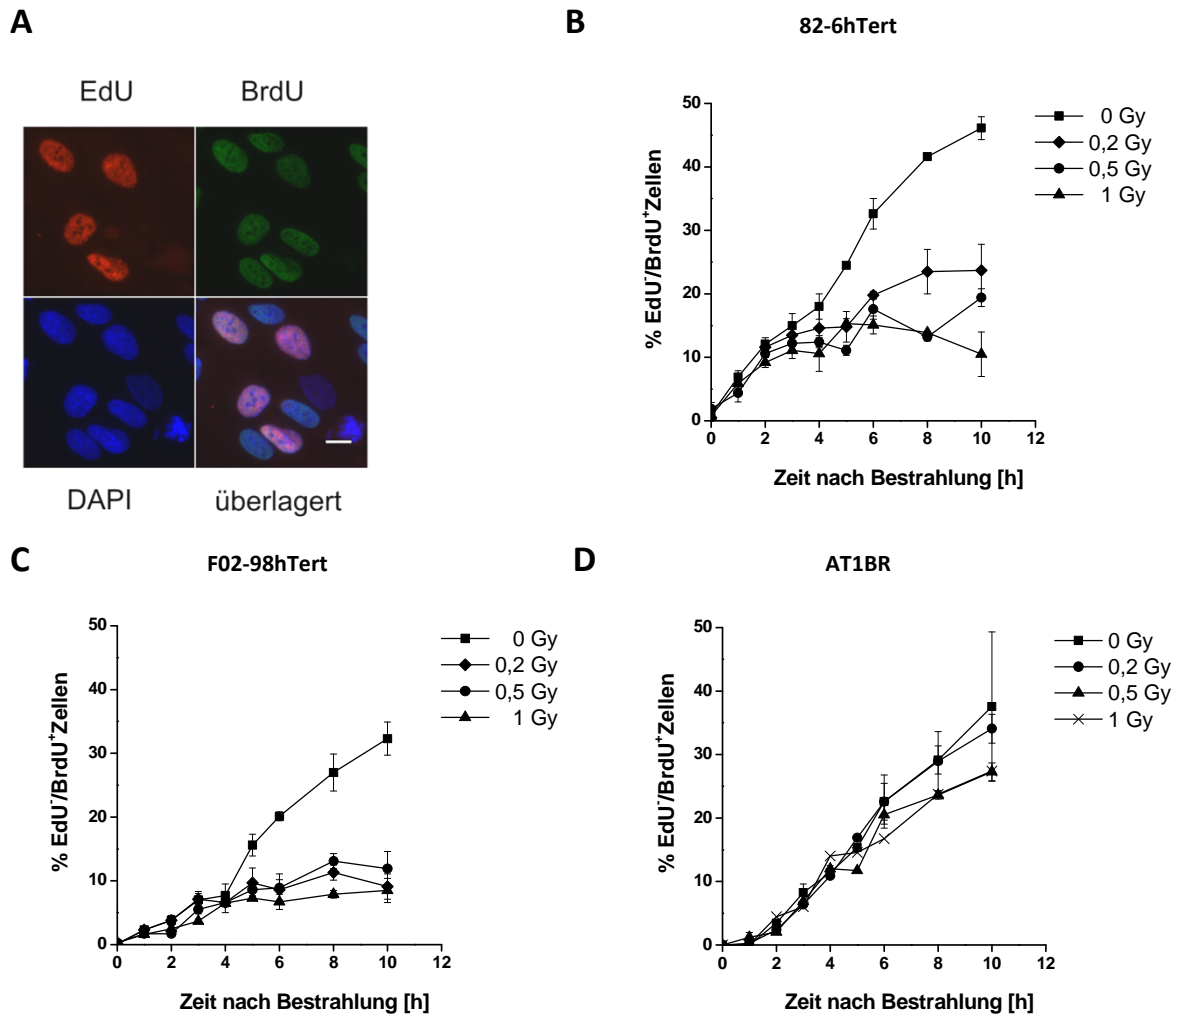 A
EdU BrdU
DAPI überlagert
B
82-6hTert
% EdU-/BrdU+Zellen
50
40
30
20
10
0
0 2 4 6 8 10 12
Zeit nach Bestrahlung [h]
0 Gy
0,2 Gy
0,5 Gy
1 Gy
C
F02-98hTert
% EdU-/BrdU+Zellen
50
40
30
20
10
0
0 2 4 6 8 10 12
Zeit nach Bestrahlung [h]
0 Gy
0,2 Gy
0,5 Gy
1 Gy
D
AT1BR
% EdU-/BrdU+Zellen
50
40
30
20
10
0
0 2 4 6 8 10 12
Zeit nach Bestrahlung [h]
0 Gy
0,2 Gy
0,5 Gy
1 Gy